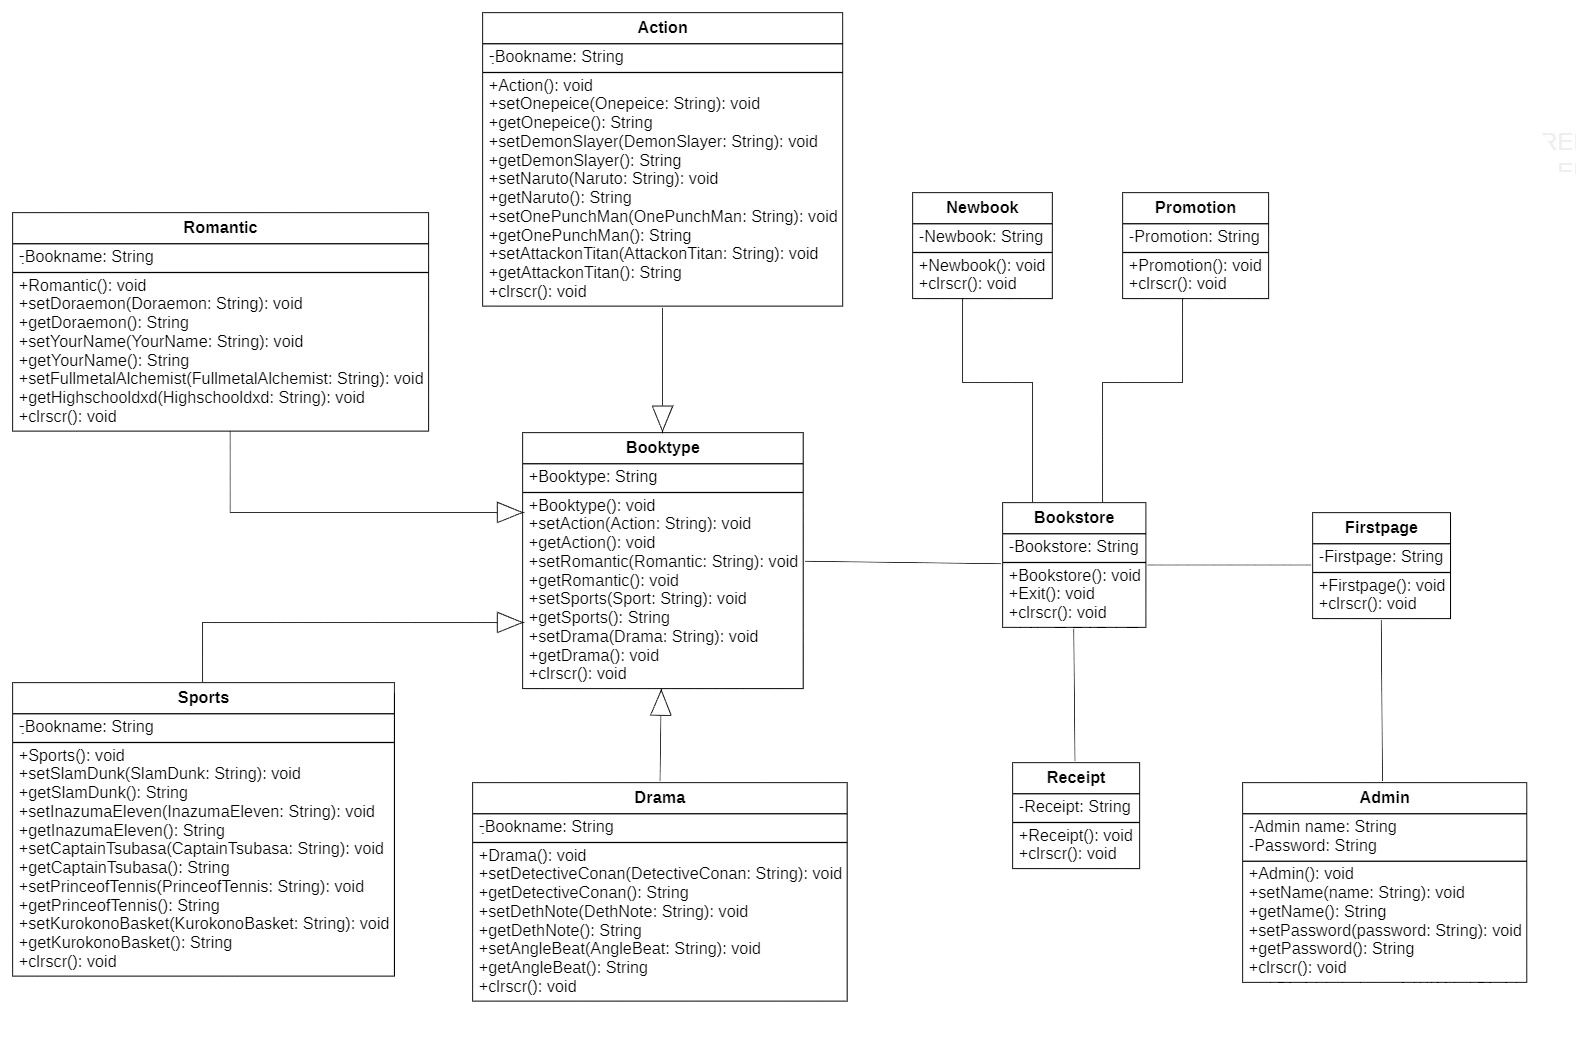 Action
-Bookname: String
+Action(): void
+setOnepeice(Onepeice: String): void
+getOnepeice(): String
+setDemonSlayer(DemonSlayer: String): void
+getDemonSlayer(): String
+setNaruto(Naruto: String): void
+getNaruto(): String
+setOnePunchMan(OnePunchMan: String): void
+getOnePunchMan(): String
+setAttackonTitan(AttackonTitan: String): void
+getAttackonTitan(): String
+clrscr(): void
Romantic
-Bookname: String
+Romantic(): void
+setDoraemon(Doraemon: String): void
+getDoraemon(): String
+setYourName(YourName: String): void
+getYourName(): String
+setFullmetalAlchemist(FullmetalAlchemist: String): void
+getHighschooldxd(Highschooldxd: String): void
+clrscr(): void
Newbook
-Newbook: String
+Newbook(): void
+clrscr(): void
Promotion
-Promotion: String
+Promotion(): void
+clrscr(): void
Booktype
+Booktype: String
+Booktype(): void
+setAction(Action: String): void
+getAction(): void
+setRomantic(Romantic: String): void
+getRomantic(): void
+setSports(Sport: String): void
+getSports(): String
+setDrama(Drama: String): void
+getDrama(): void
+clrscr(): void
Bookstore
-Bookstore: String
+Bookstore(): void
+Exit(): void
+clrscr(): void
Firstpage
-Firstpage: String
+Firstpage(): void
+clrscr(): void
Sports
-Bookname: String
+Sports(): void
+setSlamDunk(SlamDunk: String): void
+getSlamDunk(): String
+setInazumaEleven(InazumaEleven: String): void
+getInazumaEleven(): String
+setCaptainTsubasa(CaptainTsubasa: String): void
+getCaptainTsubasa(): String
+setPrinceofTennis(PrinceofTennis: String): void
+getPrinceofTennis(): String
+setKurokonoBasket(KurokonoBasket: String): void
+getKurokonoBasket(): String
+clrscr(): void
Drama
-Bookname: String
+Drama(): void
+setDetectiveConan(DetectiveConan: String): void
+getDetectiveConan(): String
+setDethNote(DethNote: String): void
+getDethNote(): String
+setAngleBeat(AngleBeat: String): void
+getAngleBeat(): String
+clrscr(): void
Receipt
-Receipt: String
+Receipt(): void
+clrscr(): void
Admin
-Admin name: String
-Password: String
+Admin(): void
+setName(name: String): void
+getName(): String
+setPassword(password: String): void
+getPassword(): String
+clrscr(): void